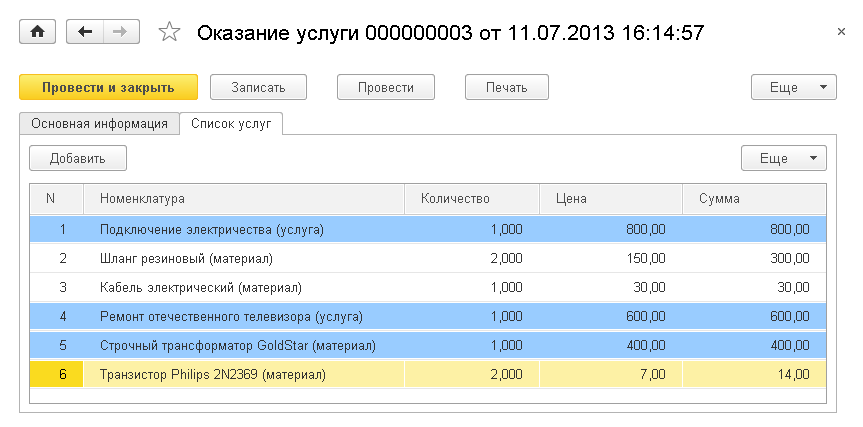 Оказание услуги 000000003 от 11.07.2013 16:14:57
Провести и закрыть Записать Провести Печать Еще
Основная информация Список услуг
Добавить Еще
N Номенклатура Количество Цена Сумма
1 Подключение электричества (услуга) 1,000 800,00 800,00
2 Шланг резиновый (материал) 2,000 150,00 300,00
3 Кабель электрический (материал) 1,000 30,00 30,00
4 Ремонт отечественного телевизора (услуга) 1,000 600,00 600,00
5 Строчный трансформатор GoldStar (материал) 1,000 400,00 400,00
6 Транзистор Philips 2N2369 (материал) 2,000 7,00 14,00